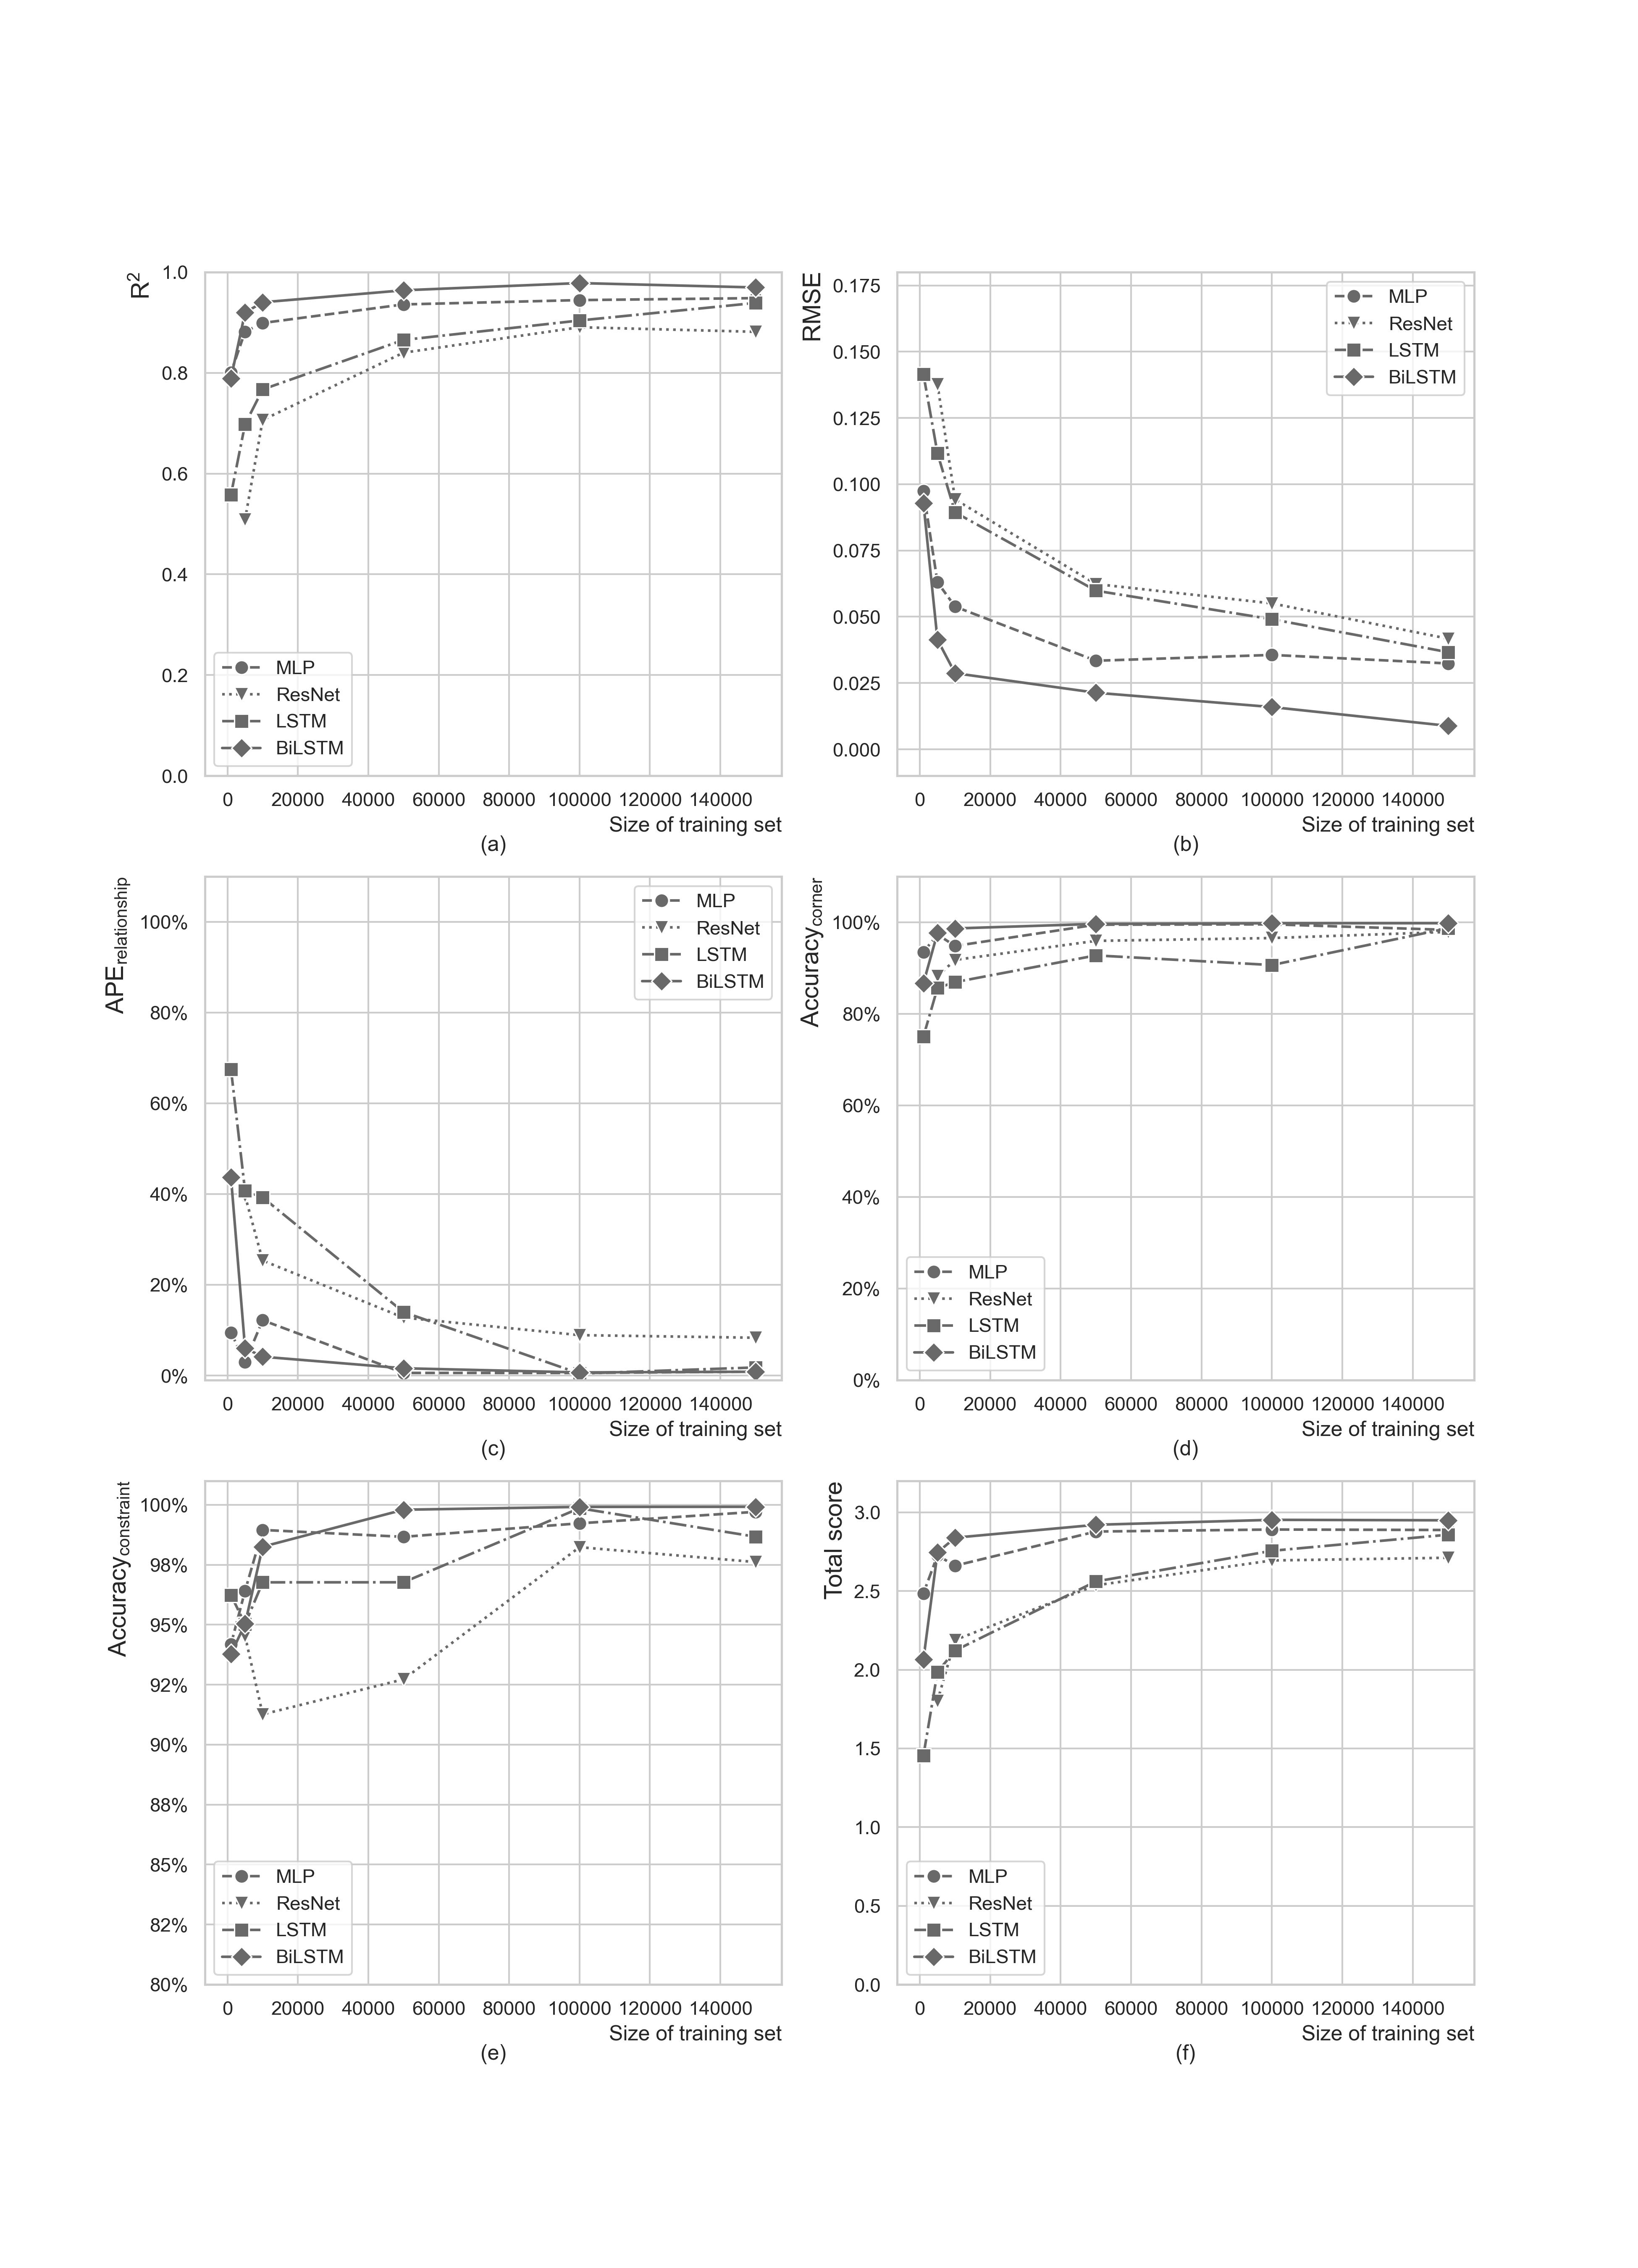 R2
1.0
0.8
0.6
0.4
0.2
0.0
MLP
ResNet
LSTM
BiLSTM
0 20000 40000 60000 80000 100000 120000 140000
Size of training set
(a)
RMSE
0.175
0.150
0.125
0.100
0.075
0.050
0.025
0.000
MLP
ResNet
LSTM
BiLSTM
0 20000 40000 60000 80000 100000 120000 140000
Size of training set
(b)
APErelationship
100%
80%
60%
40%
20%
0%
MLP
ResNet
LSTM
BiLSTM
0 20000 40000 60000 80000 100000 120000 140000
Size of training set
(c)
Accuracycorner
100%
80%
60%
40%
20%
0%
MLP
ResNet
LSTM
BiLSTM
0 20000 40000 60000 80000 100000 120000 140000
Size of training set
(d)
Accuracyconstraint
100%
98%
95%
92%
90%
88%
85%
82%
80%
MLP
ResNet
LSTM
BiLSTM
0 20000 40000 60000 80000 100000 120000 140000
Size of training set
(e)
Total score
3.0
2.5
2.0
1.5
1.0
0.5
0.0
MLP
ResNet
LSTM
BiLSTM
0 20000 40000 60000 80000 100000 120000 140000
Size of training set
(f)